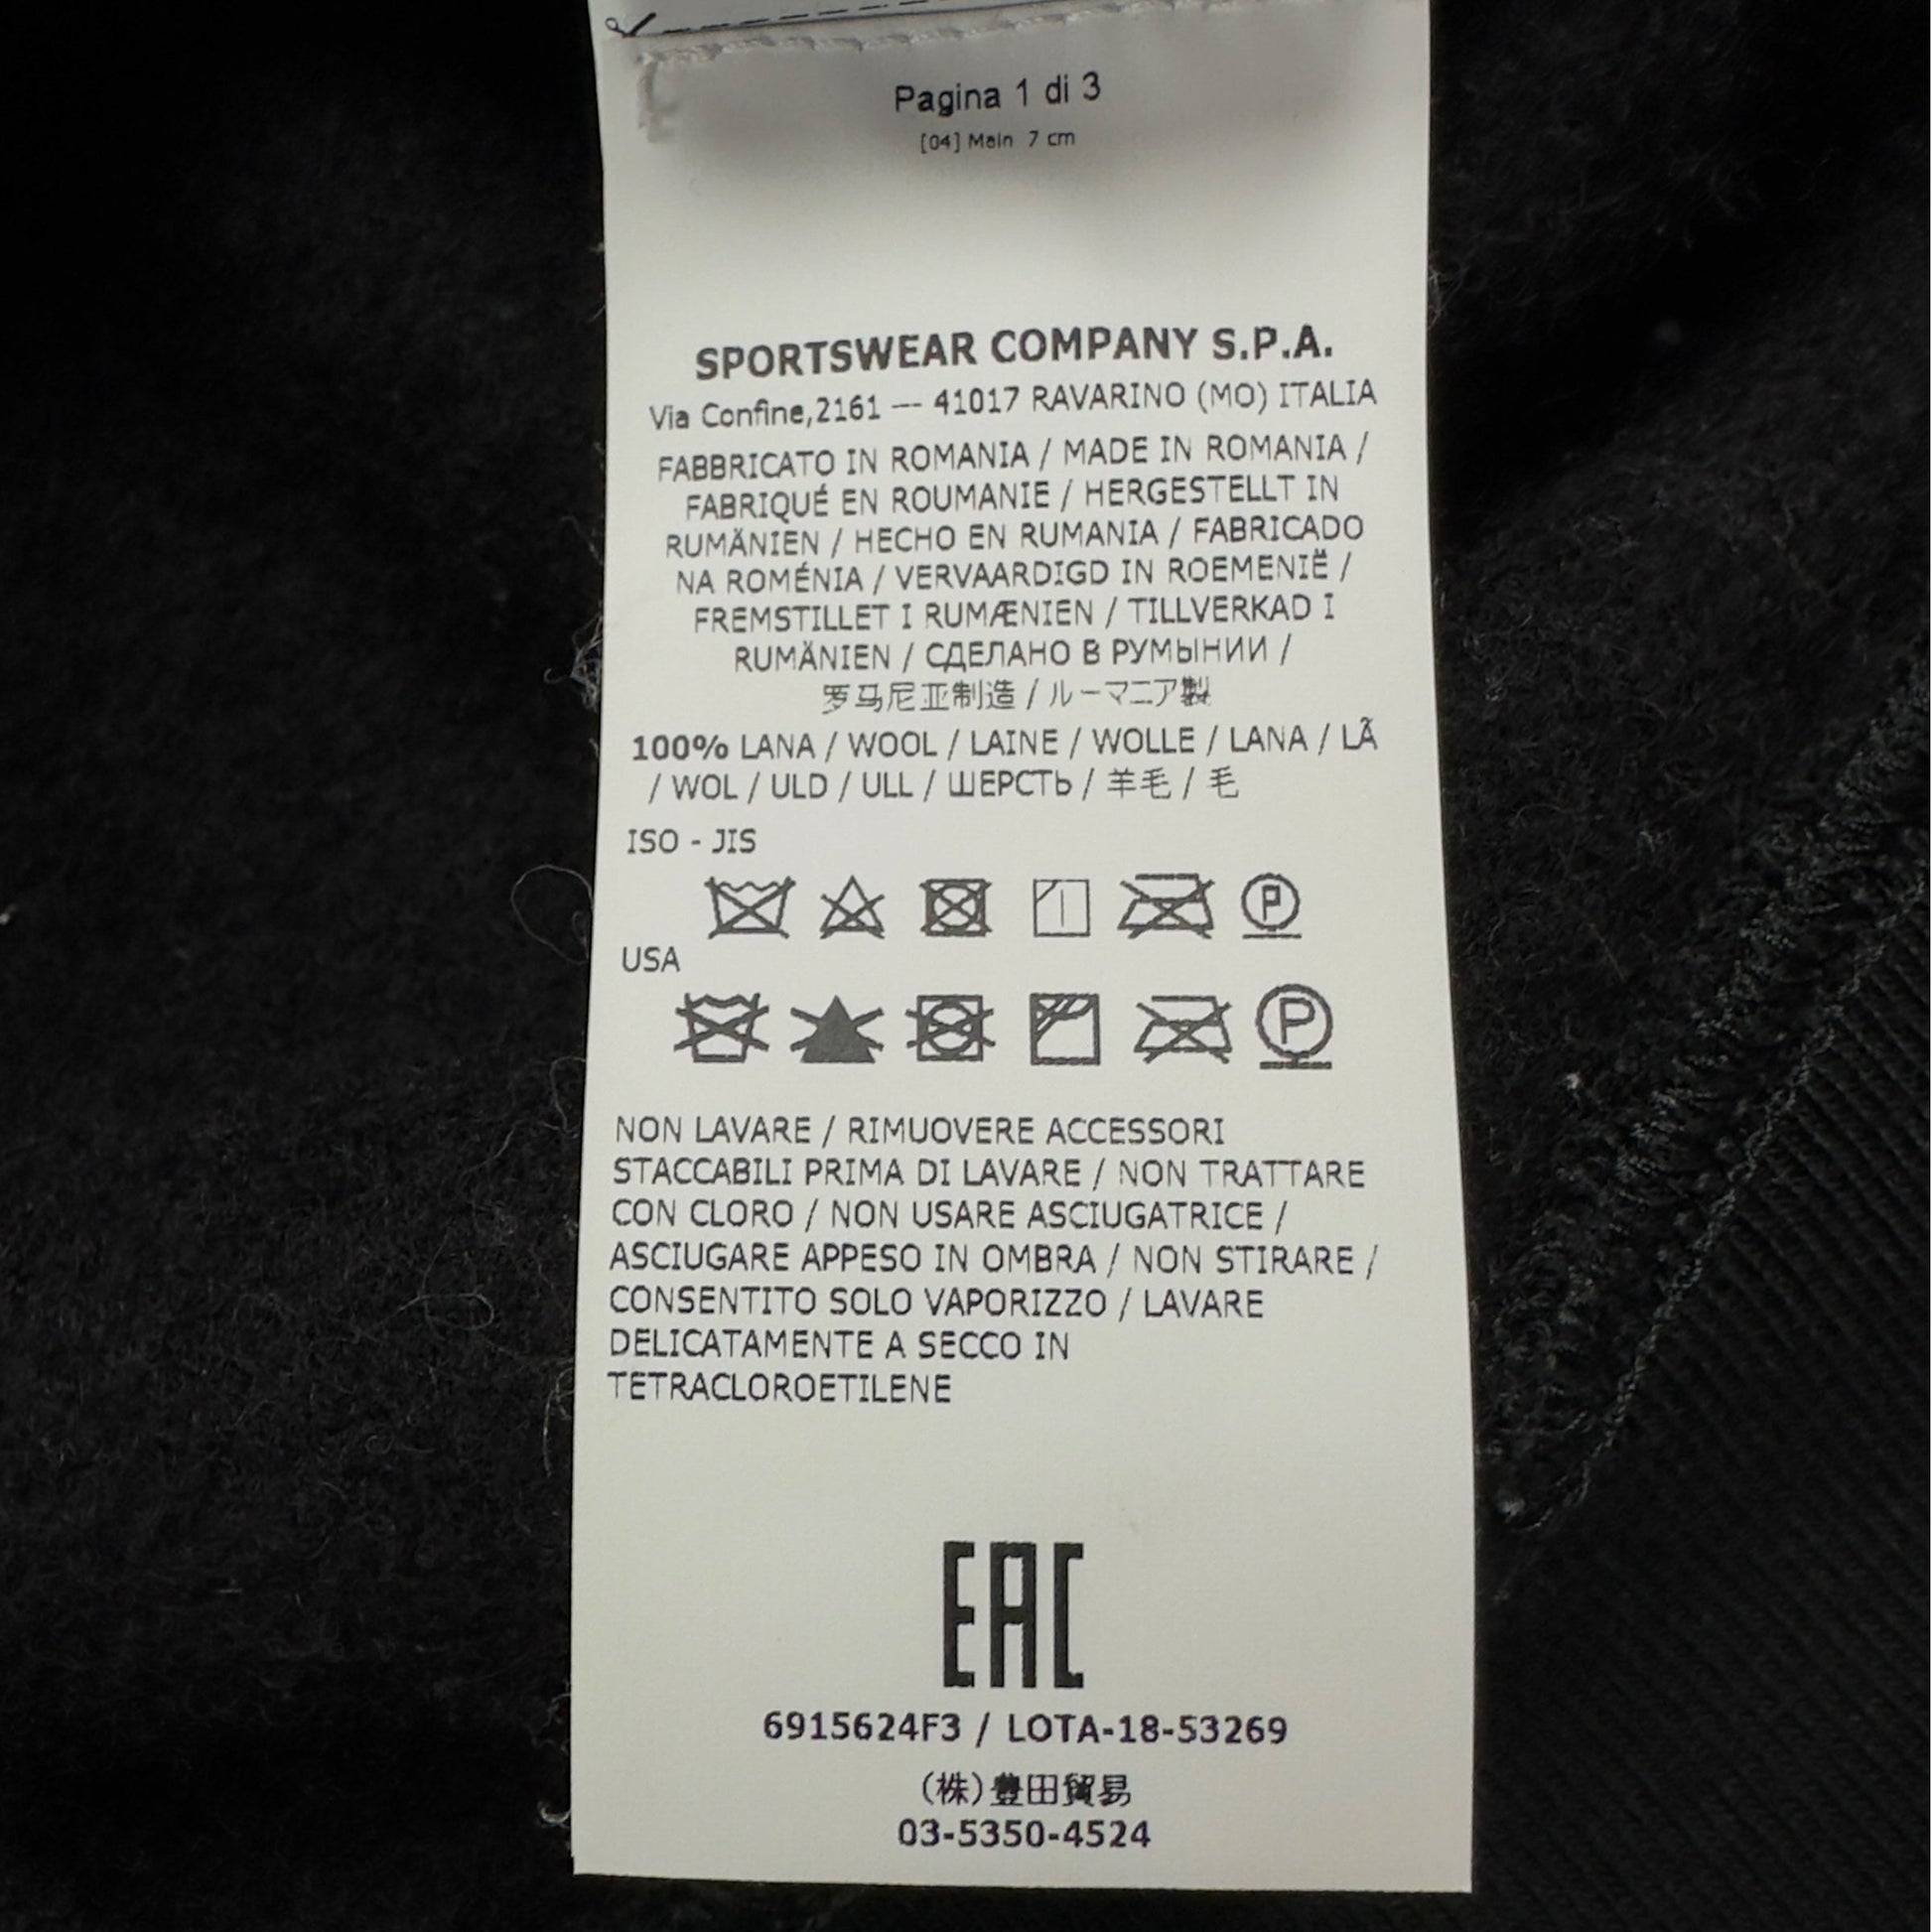 Pagina 1 di 3
[04] Main 7 cm
SPORTSWEAR COMPANY S.P.A.
Via Confine,2161 — 41017 RAVARINO (MO) ITALIA
FABBRICATO IN ROMANIA / MADE IN ROMANIA /
FABRIQUÉ EN ROUMANIE / HERGESTELLT IN
RUMÄNIEN / HECHO EN RUMANIA / FABRICADO
NA ROMÉNIA / VERVAARDIGD IN ROEMENIË /
FREMSTILLET I RUMÆNIEN / TILLVERKAD I
RUMÄNIEN / СДЕЛАНО В РУМЫНИИ /
罗马尼亚制造 / ルーマニア製
100% LANA / WOOL / LAINE / WOLLE / LANA / LÃ
/ WOL / ULD / ULL / ШЕРСТЬ / 羊毛 / 毛
ISO - JIS
P
USA
P
NON LAVARE / RIMUOVERE ACCESSORI
STACCABILI PRIMA DI LAVARE / NON TRATTARE
CON CLORO / NON USARE ASCIUGATRICE /
ASCIUGARE APPESO IN OMBRA / NON STIRARE /
CONSENTITO SOLO VAPORIZZO / LAVARE
DELICATAMENTE A SECCO IN
TETRACLOROETILENE
EAC
6915624F3 / LOTA-18-53269
(株)豊田貿易
03-5350-4524